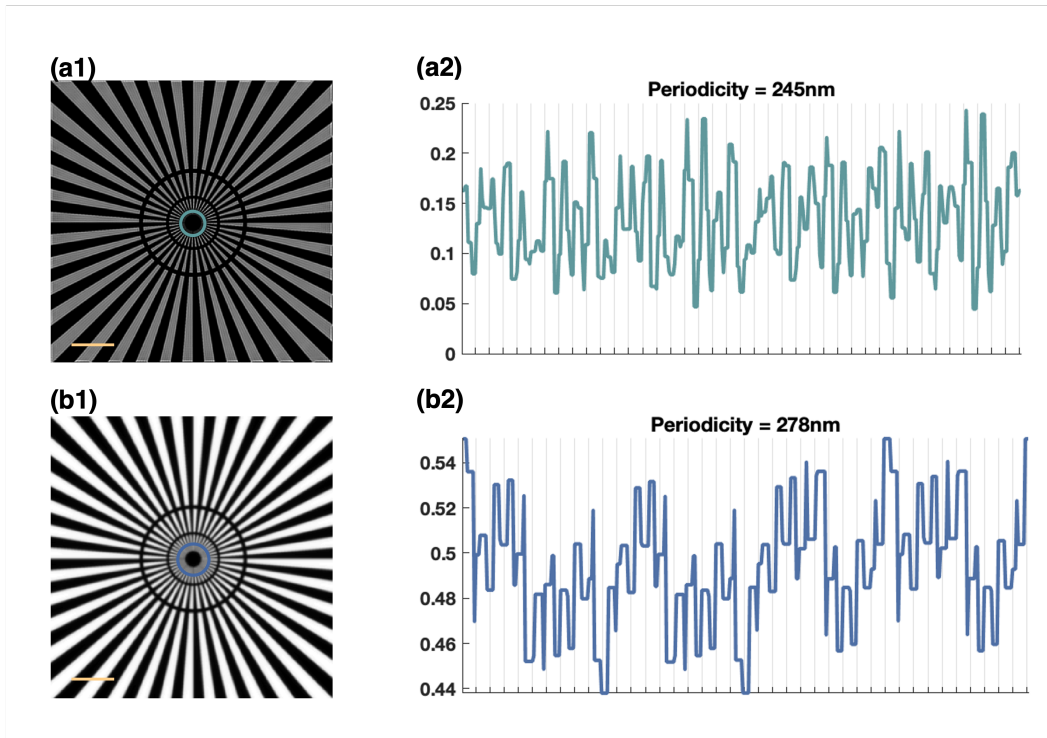 (a1)
(a2)
Periodicity = 245nm
0.25
0.2
0.15
0.1
0.05
0
(b1)
(b2)
Periodicity = 278nm
0.54
0.52
0.5
0.48
0.46
0.44